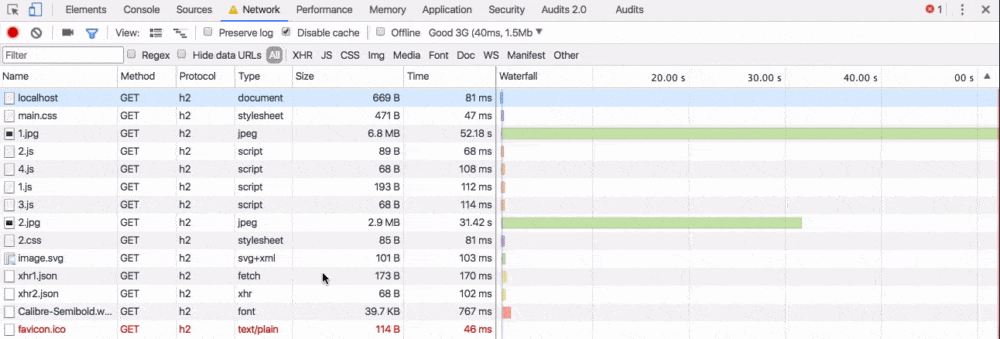 Elements Console Sources Network Performance Memory Application Security Audits 2.0 Audits 1
View: Preserve log Disable cache Offline Good 3G (40ms, 1.5Mb
Filter Regex Hide data URLs All XHR JS CSS Img Media Font Doc WS Manifest Other
Name Method Protocol Type Size Time Waterfall 20.00 s 30.00 s 40.00 s 00 s
localhost GET h2 document 669 B 81 ms
main.css GET h2 stylesheet 471 B 47 ms
1.jpg GET h2 jpeg 6.8 MB 52.18 s
2.js GET h2 script 89 B 68 ms
4.js GET h2 script 68 B 108 ms
1.js GET h2 script 193 B 112 ms
3.js GET h2 script 68 B 114 ms
2.jpg GET h2 jpeg 2.9 MB 31.42 s
2.css GET h2 stylesheet 85 B 81 ms
image.svg GET h2 svg+xml 101 B 103 ms
xhr1.json GET h2 fetch 173 B 170 ms
xhr2.json GET h2 xhr 68 B 102 ms
Calibre-Semibold.w... GET h2 font 39.7 KB 767 ms
favicon.ico GET h2 text/plain 114 B 46 ms